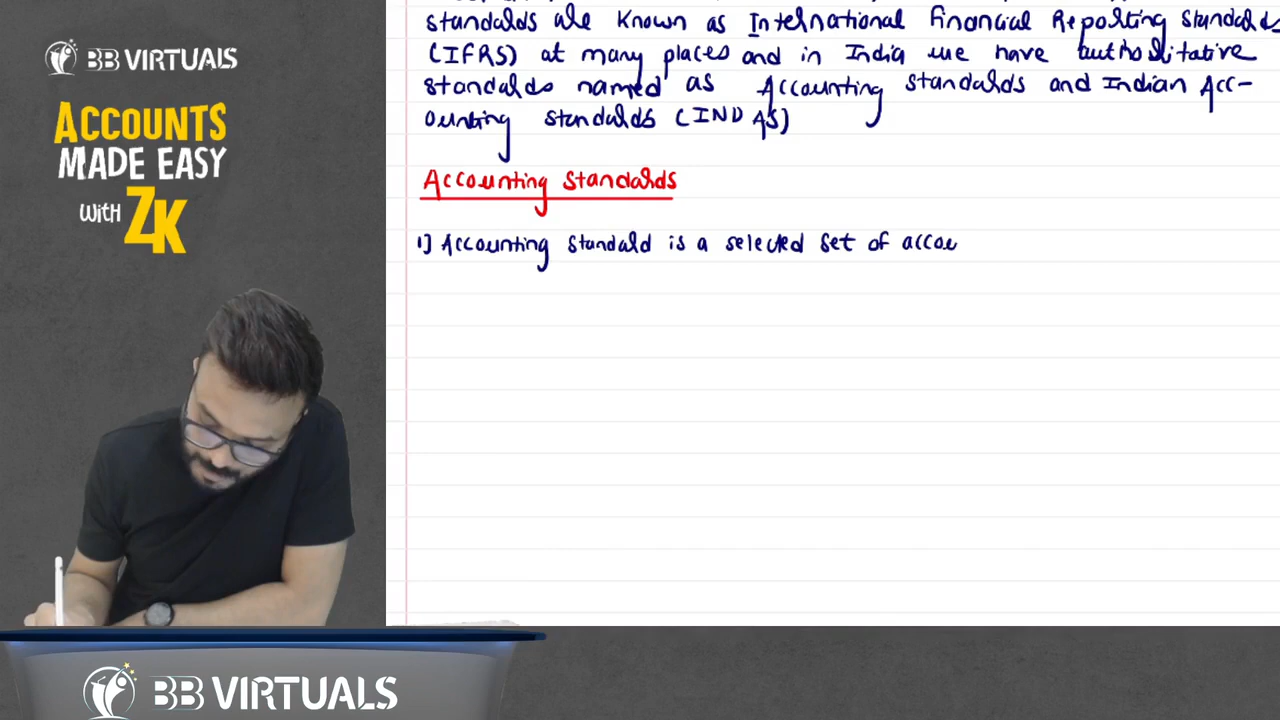 BB VIRTUALS
ACCOUNTS
MADE EASY
with ZK
standards are known as International Financial Reporting Standards
(IFRS) at many places and in India we have authoritative
standards named as Accounting standards and Indian Acc-
ounting standards (IND AS)
Accounting Standards
1] Accounting Standard is a selected set of accou
BB VIRTUALS